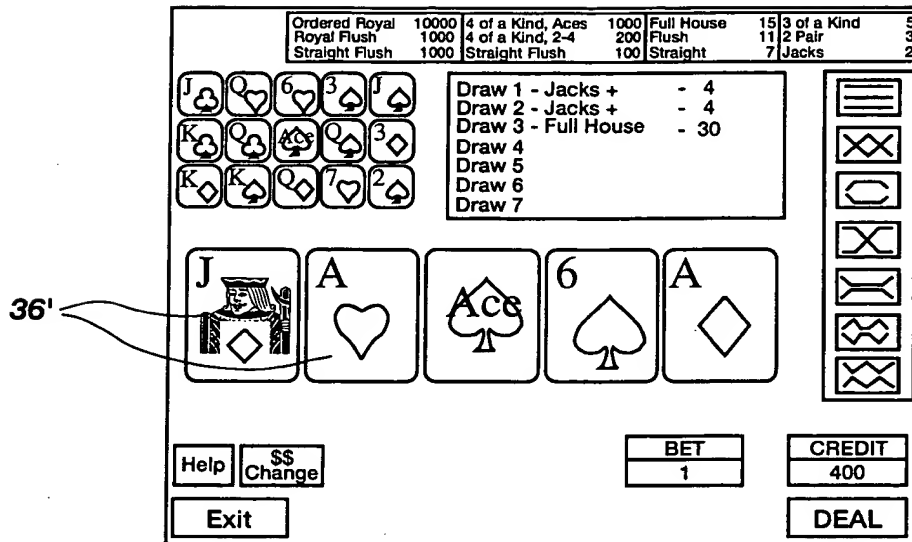 Ordered Royal 10000 4 of a Kind, Aces 1000 Full House 15 3 of a Kind 5
Royal Flush 1000 4 of a Kind, 2-4 200 Flush 11 2 Pair 3
Straight Flush 1000 Straight Flush 100 Straight 7 Jacks 2
J Q 6 3 J
K Q Ace Q 3
K K Q 7 2
Draw 1 - Jacks + - 4
Draw 2 - Jacks + - 4
Draw 3 - Full House - 30
Draw 4
Draw 5
Draw 6
Draw 7
J A Ace 6 A
36'
Help
$$
Change
BET
1
CREDIT
400
Exit
DEAL